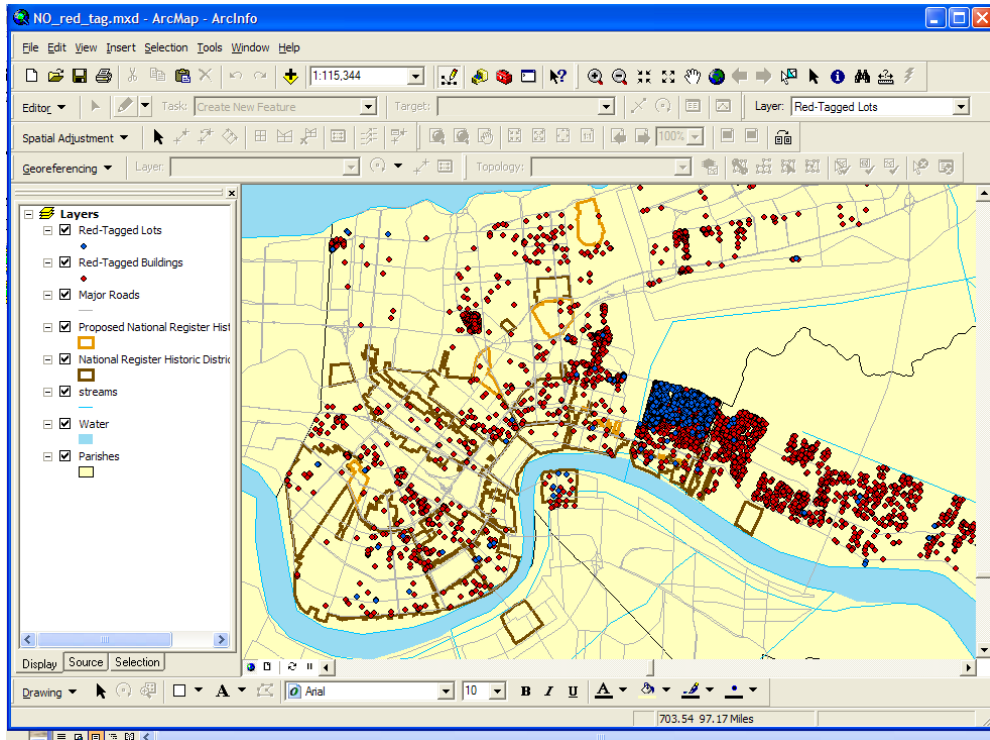 NO_red_tag.mxd - ArcMap - ArcInfo
File Edit View Insert Selection Tools Window Help
1:115,344
Editor Task: Create New Feature Target: Layer: Red-Tagged Lots
Spatial Adjustment 100%
Georeferencing Layer: Topology:
Layers
Red-Tagged Lots
Red-Tagged Buildings
Major Roads
Proposed National Register Hist
National Register Historic Distric
streams
Water
Parishes
Display Source Selection
Drawing A Arial 10 B I U A
703.54 97.17 Miles